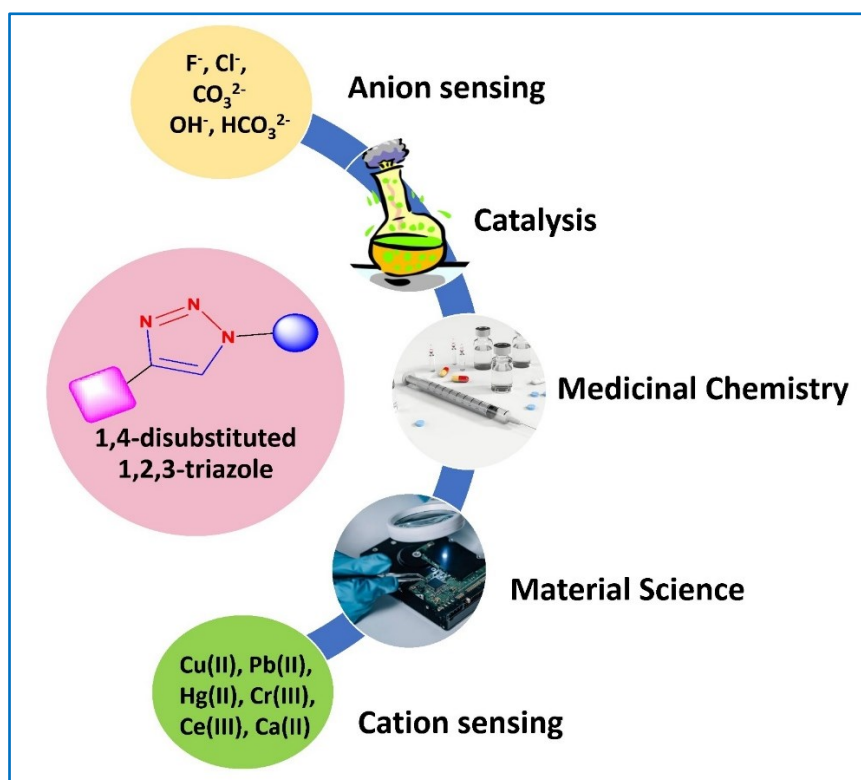 F⁻, Cl⁻,
CO₃²⁻
OH⁻, HCO₃²⁻
Anion sensing
Catalysis
N
N
N
1,4-disubstituted
1,2,3-triazole
Medicinal Chemistry
Material Science
Cu(II), Pb(II),
Hg(II), Cr(III),
Ce(III), Ca(II)
Cation sensing